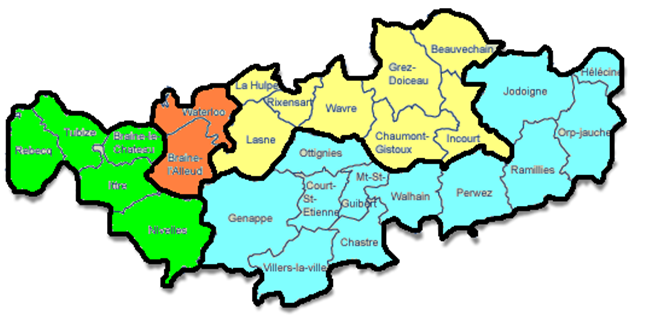 Beauvechain
Grez-
Doiceau
Hélécine
La Hulpe
Jodoigne
Rixensart
Wavre
Waterloo
Tubize
Braine-le-
Chateau
Lasne
Chaumont-
Gistoux
Incourt
Orp-jauche
Rebecq
Braine-
l'Alleud
Ottignies
Ittre
Court-
St-
Etienne
Mt-St-
Guibert
Walhain
Perwez
Ramillies
Genappe
Nivelles
Chastre
Villers-la-ville